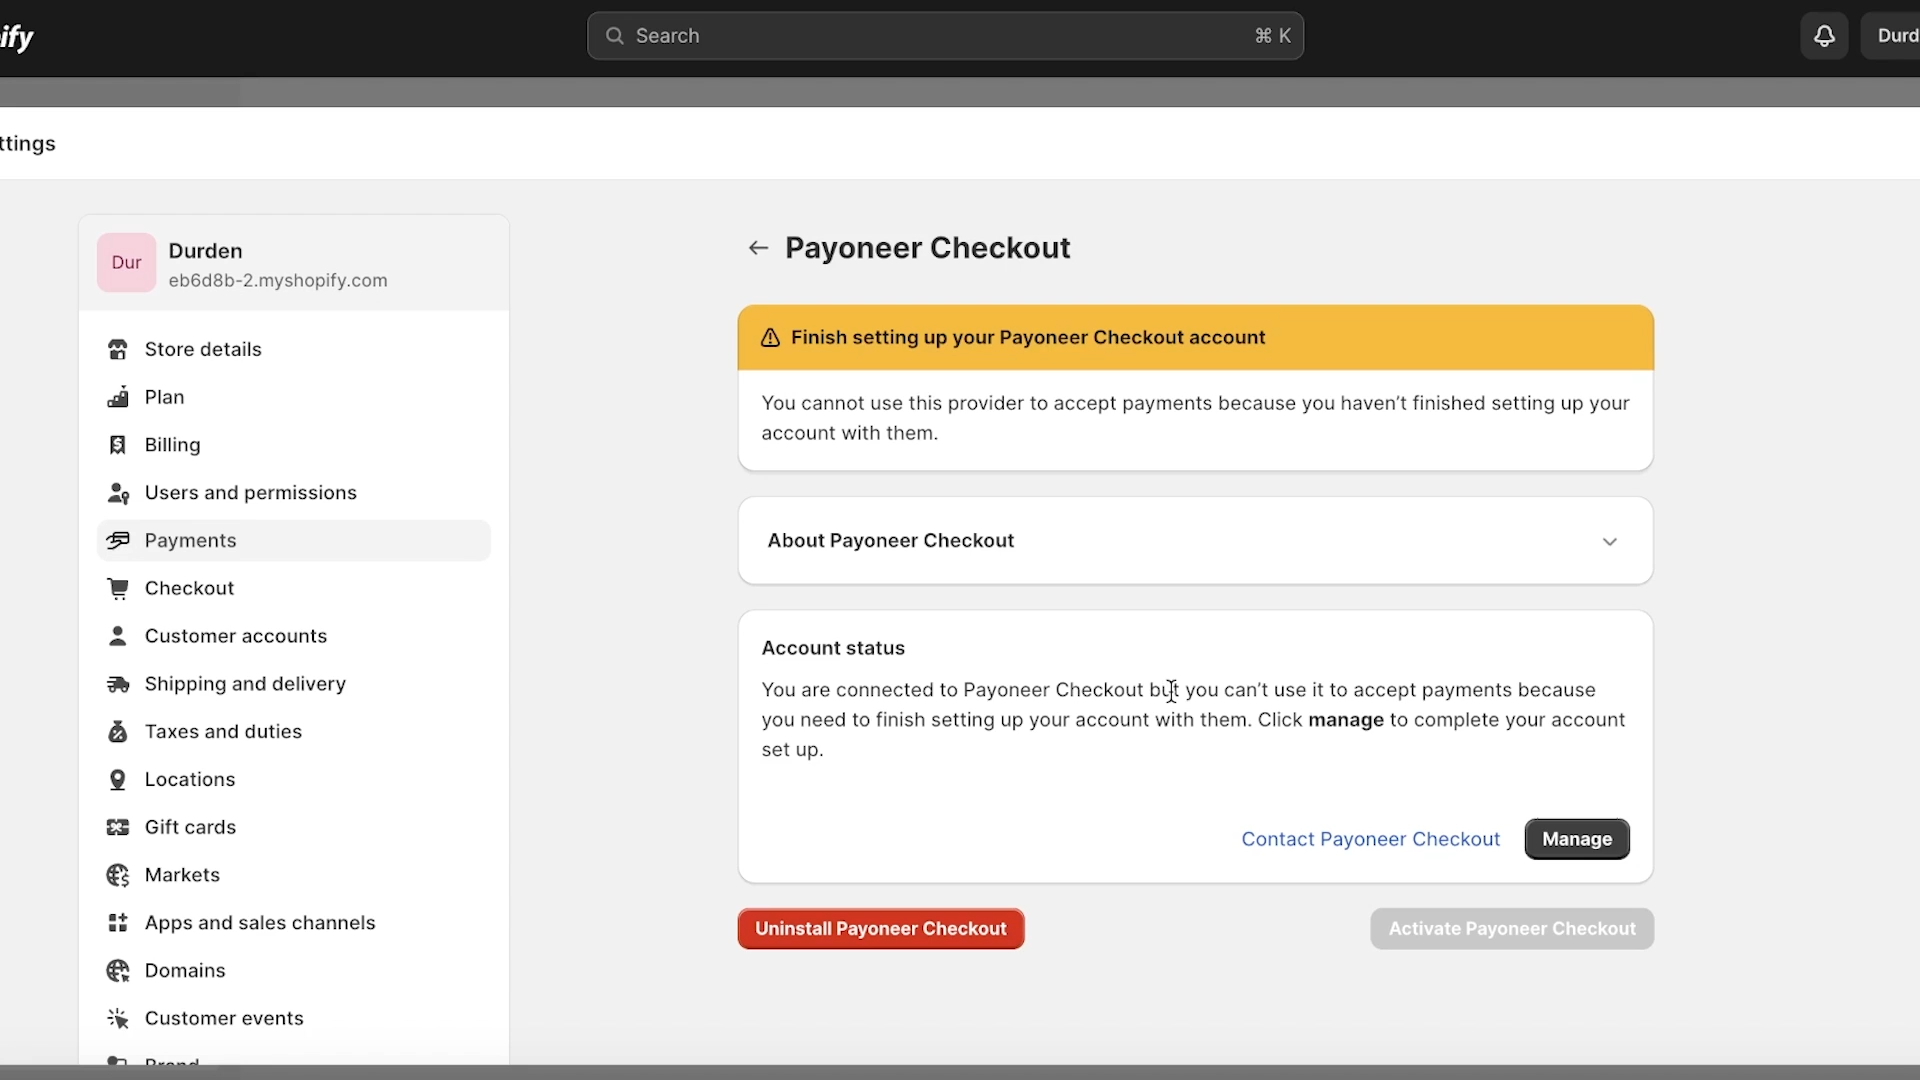 ify
Search
⌘ K
Durd
ttings
Dur
Durden
eb6d8b-2.myshopify.com
Store details
Plan
Billing
Users and permissions
Payments
Checkout
Customer accounts
Shipping and delivery
Taxes and duties
Locations
Gift cards
Markets
Apps and sales channels
Domains
Customer events
Brand
Payoneer Checkout
Finish setting up your Payoneer Checkout account
You cannot use this provider to accept payments because you haven’t finished setting up your
account with them.
About Payoneer Checkout
Account status
You are connected to Payoneer Checkout but you can’t use it to accept payments because
you need to finish setting up your account with them. Click manage to complete your account
set up.
Contact Payoneer Checkout
Manage
Uninstall Payoneer Checkout
Activate Payoneer Checkout